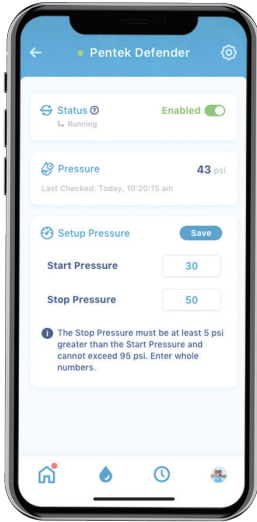 Pentek Defender
Status ?
Enabled
Running
Pressure
43 psi
Last Checked: Today, 10:20:15 am
Setup Pressure
Save
Start Pressure
30
Stop Pressure
50
i The Stop Pressure must be at least 5 psi
greater than the Start Pressure and
cannot exceed 95 psi. Enter whole
numbers.